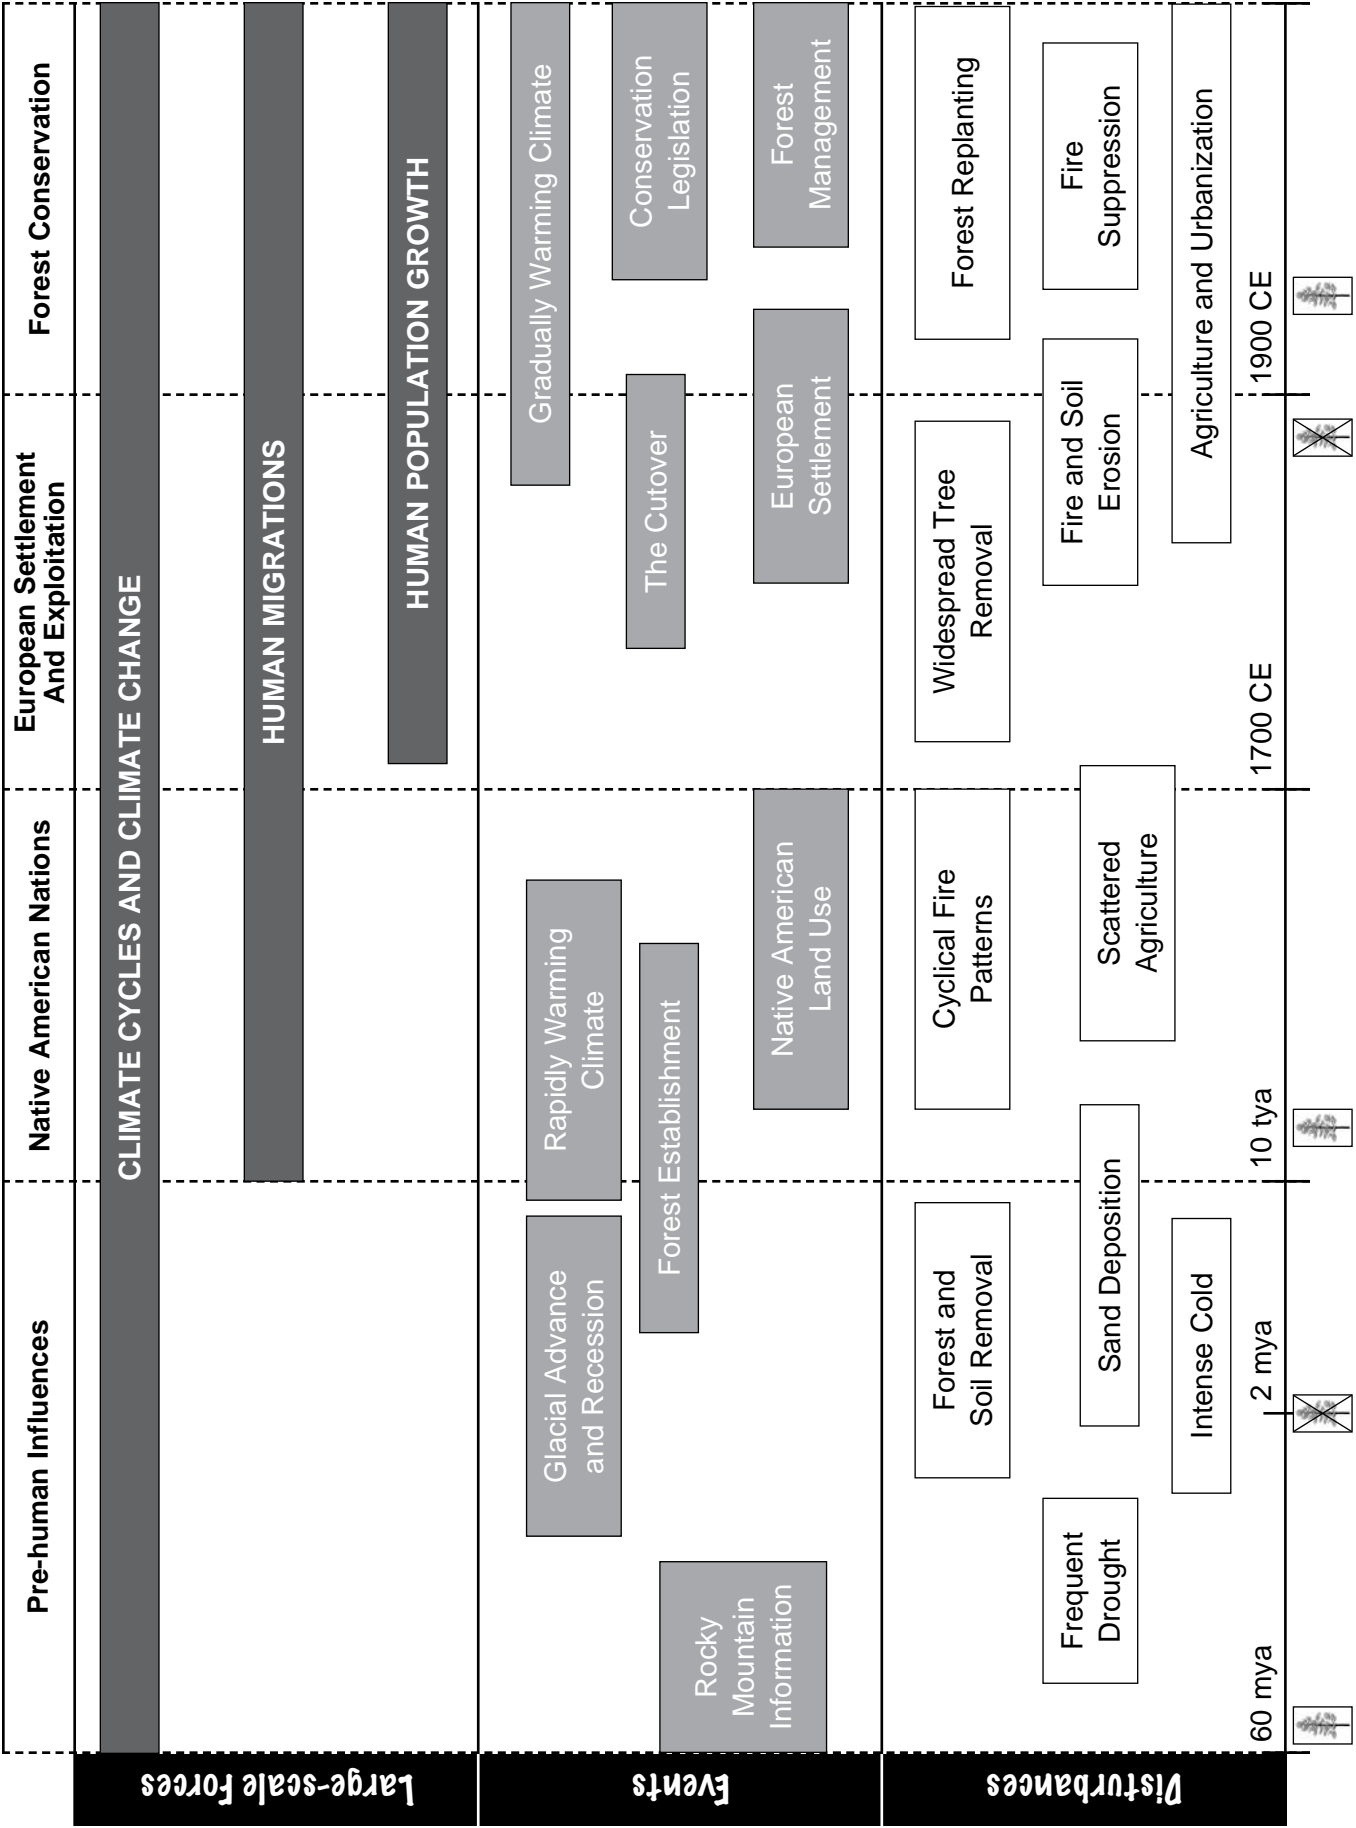 Pre-human Influences
Native American Nations
European Settlement
And Exploitation
Forest Conservation
Large-scale Forces
CLIMATE CYCLES AND CLIMATE CHANGE
HUMAN MIGRATIONS
HUMAN POPULATION GROWTH
Events
Rocky
Mountain
Information
Glacial Advance
and Recession
Forest Establishment
Rapidly Warming
Climate
Native American
Land Use
The Cutover
European
Settlement
Gradually Warming Climate
Conservation
Legislation
Forest
Management
Disturbances
Frequent
Drought
Forest and
Soil Removal
Sand Deposition
Intense Cold
Cyclical Fire
Patterns
Scattered
Agriculture
Widespread Tree
Removal
Fire and Soil
Erosion
Agriculture and Urbanization
Forest Replanting
Fire
Suppression
60 mya
2 mya
10 tya
1700 CE
1900 CE